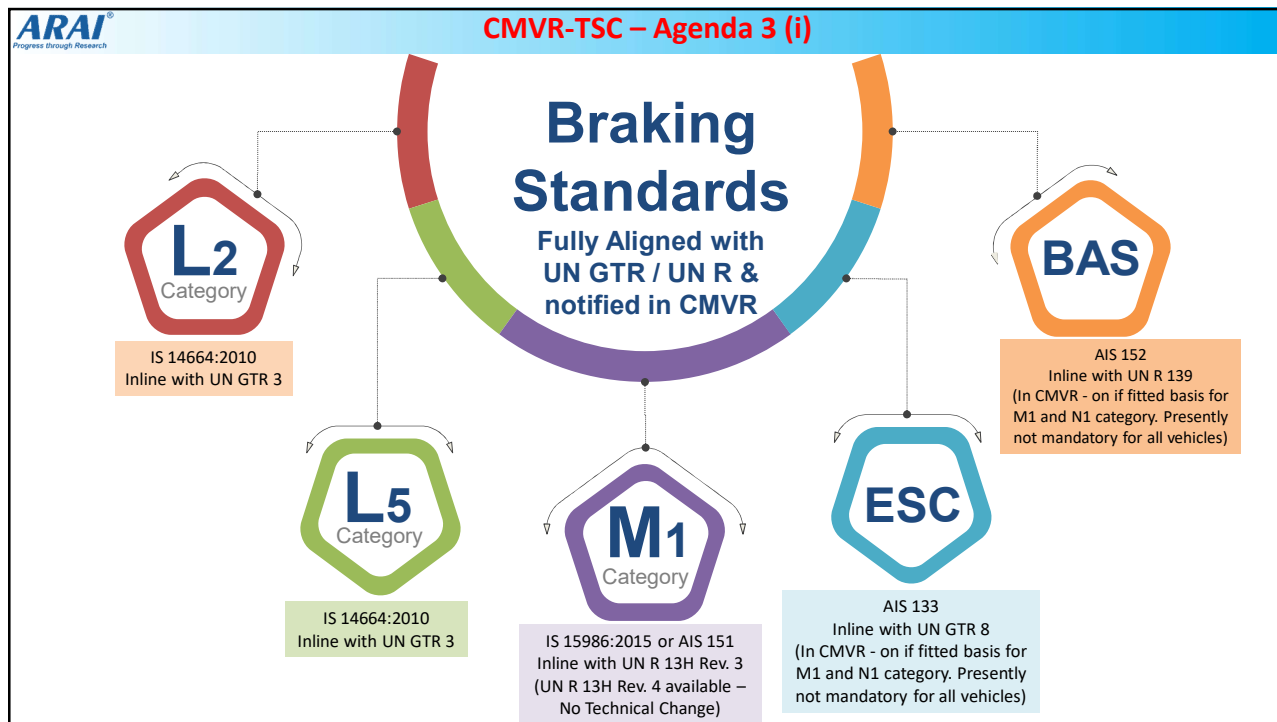 ARAI®
Progress through Research
CMVR-TSC – Agenda 3 (i)
Braking
Standards
Fully Aligned with
UN GTR / UN R &
notified in CMVR
L2
Category
IS 14664:2010
Inline with UN GTR 3
L5
Category
IS 14664:2010
Inline with UN GTR 3
M1
Category
IS 15986:2015 or AIS 151
Inline with UN R 13H Rev. 3
(UN R 13H Rev. 4 available –
No Technical Change)
ESC
AIS 133
Inline with UN GTR 8
(In CMVR - on if fitted basis for
M1 and N1 category. Presently
not mandatory for all vehicles)
BAS
AIS 152
Inline with UN R 139
(In CMVR - on if fitted basis for
M1 and N1 category. Presently
not mandatory for all vehicles)